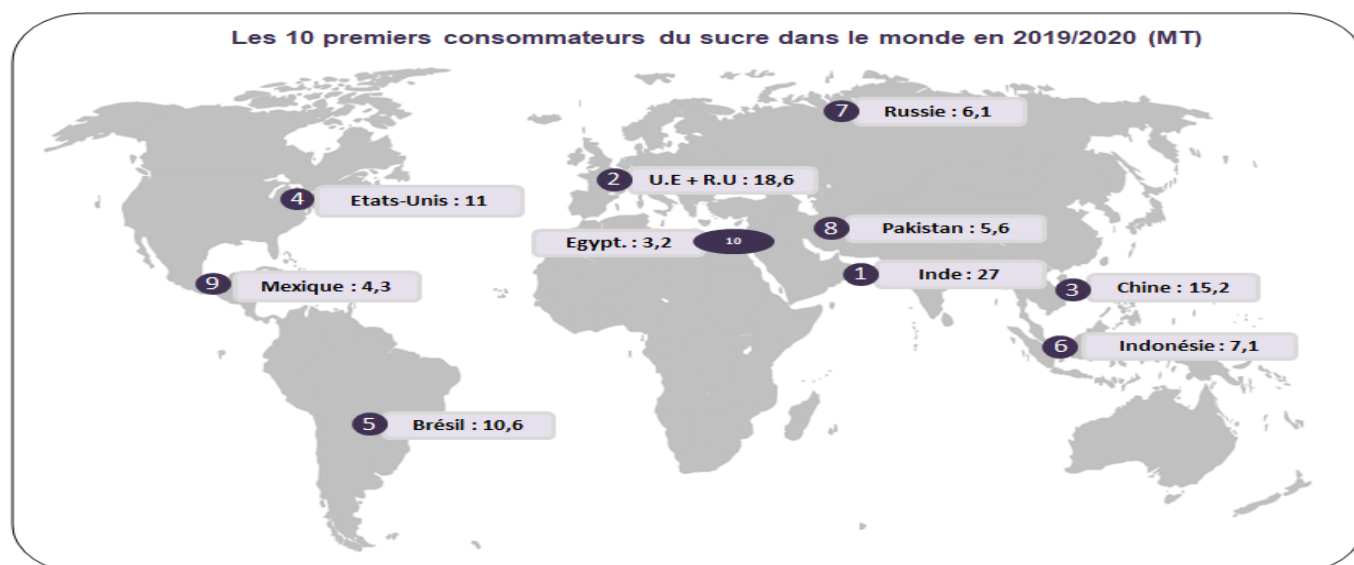 Les 10 premiers consommateurs du sucre dans le monde en 2019/2020 (MT)
7 Russie : 6,1
2 U.E + R.U : 18,6
4 Etats-Unis : 11
8 Pakistan : 5,6
Egypt. : 3,2 10
1 Inde : 27
9 Mexique : 4,3
3 Chine : 15,2
6 Indonésie : 7,1
5 Brésil : 10,6